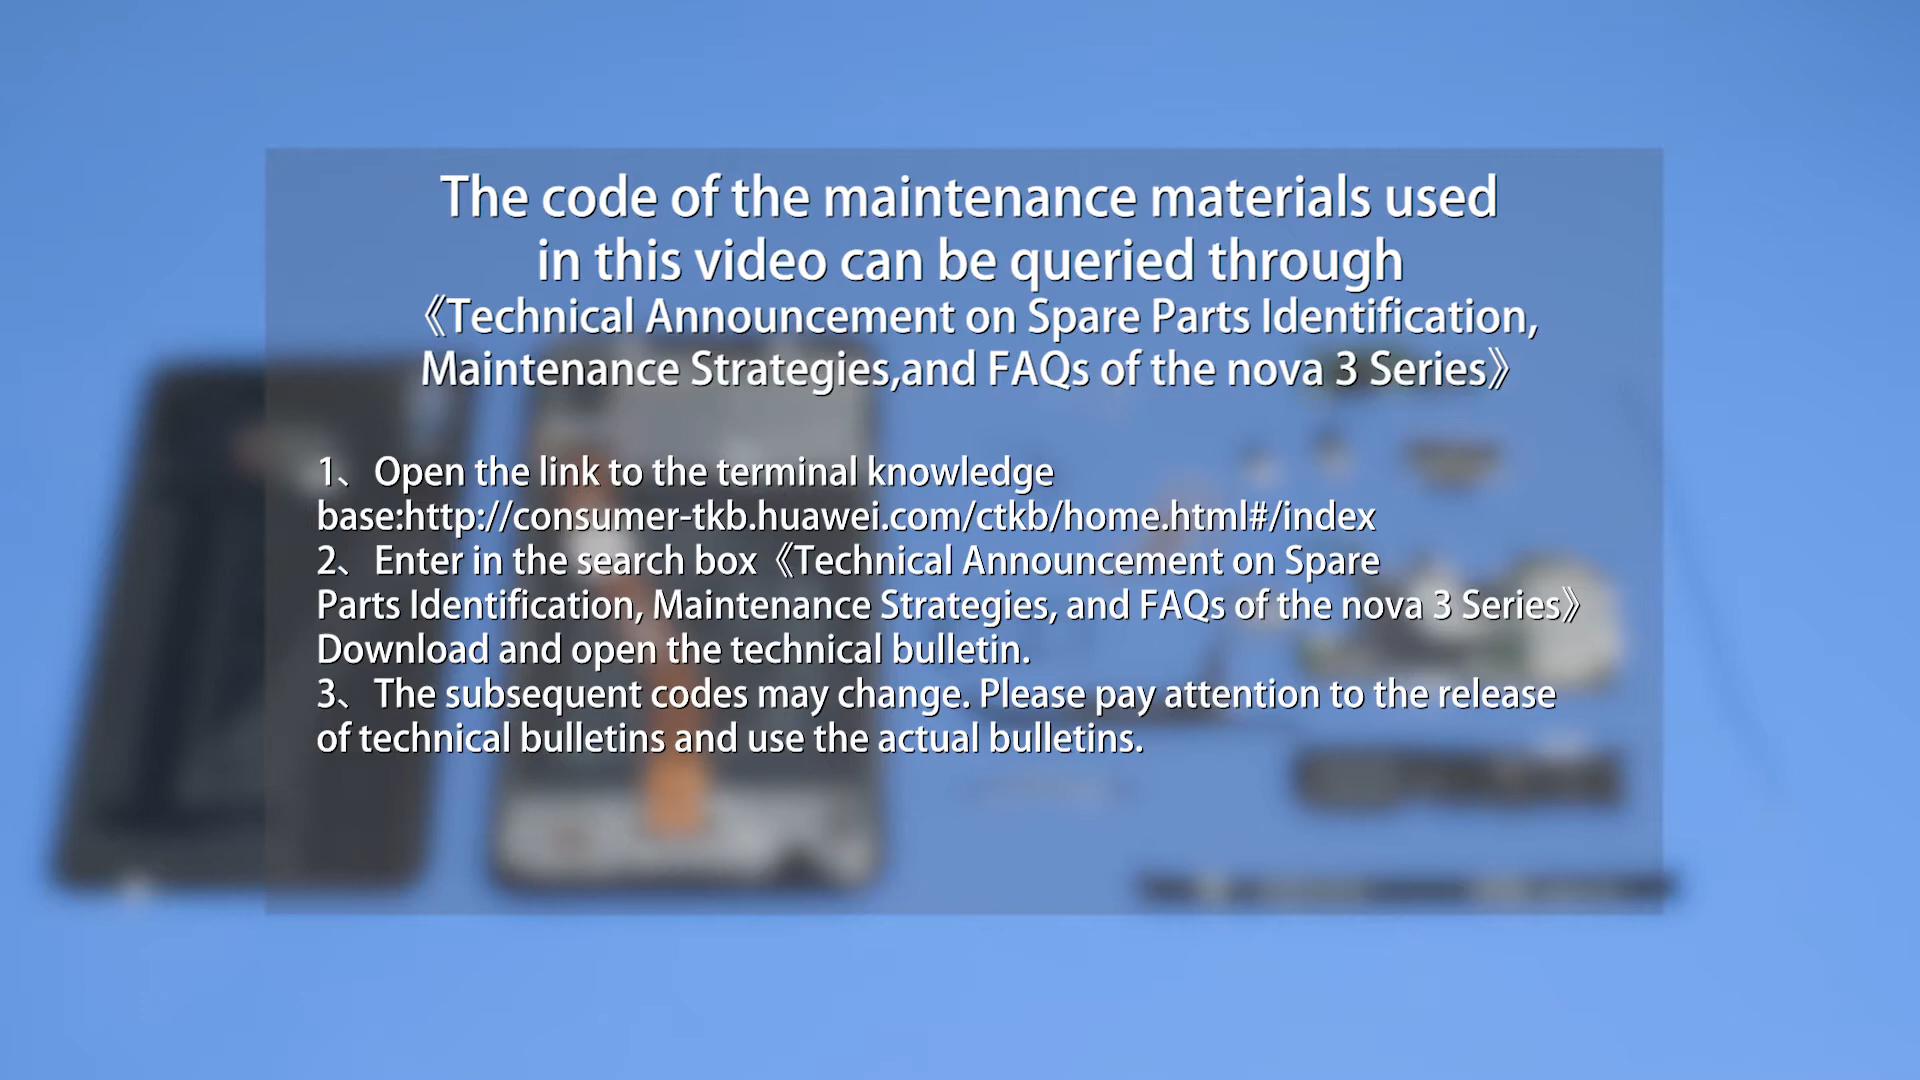 The code of the maintenance materials used
in this video can be queried through
《Technical Announcement on Spare Parts Identification,
Maintenance Strategies,and FAQs of the nova 3 Series》
1、 Open the link to the terminal knowledge
base:http://consumer-tkb.huawei.com/ctkb/home.html#/index
2、 Enter in the search box《Technical Announcement on Spare
Parts Identification, Maintenance Strategies, and FAQs of the nova 3 Series》
Download and open the technical bulletin.
3、 The subsequent codes may change. Please pay attention to the release
of technical bulletins and use the actual bulletins.